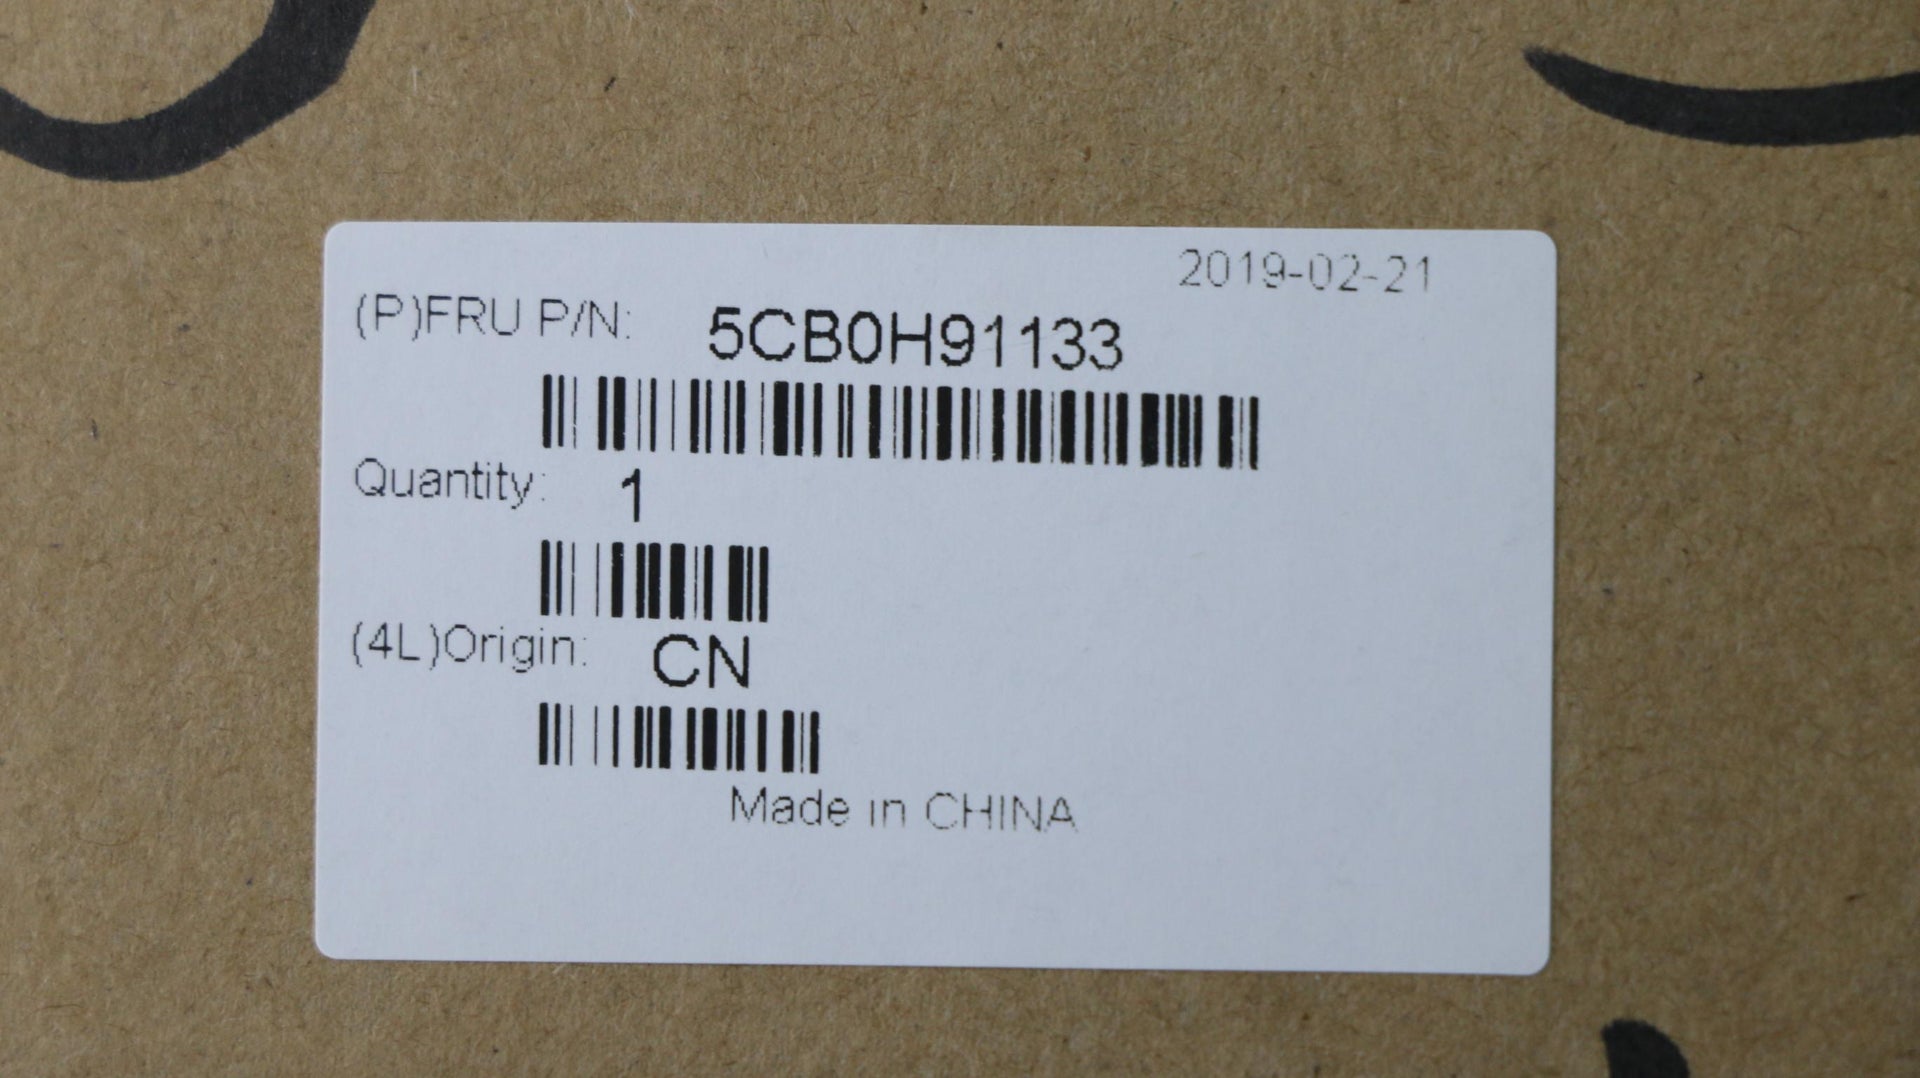 2019-02-21
(P)FRU P/N: 5CB0H91133
Quantity: 1
(4L)Origin: CN
Made in CHINA